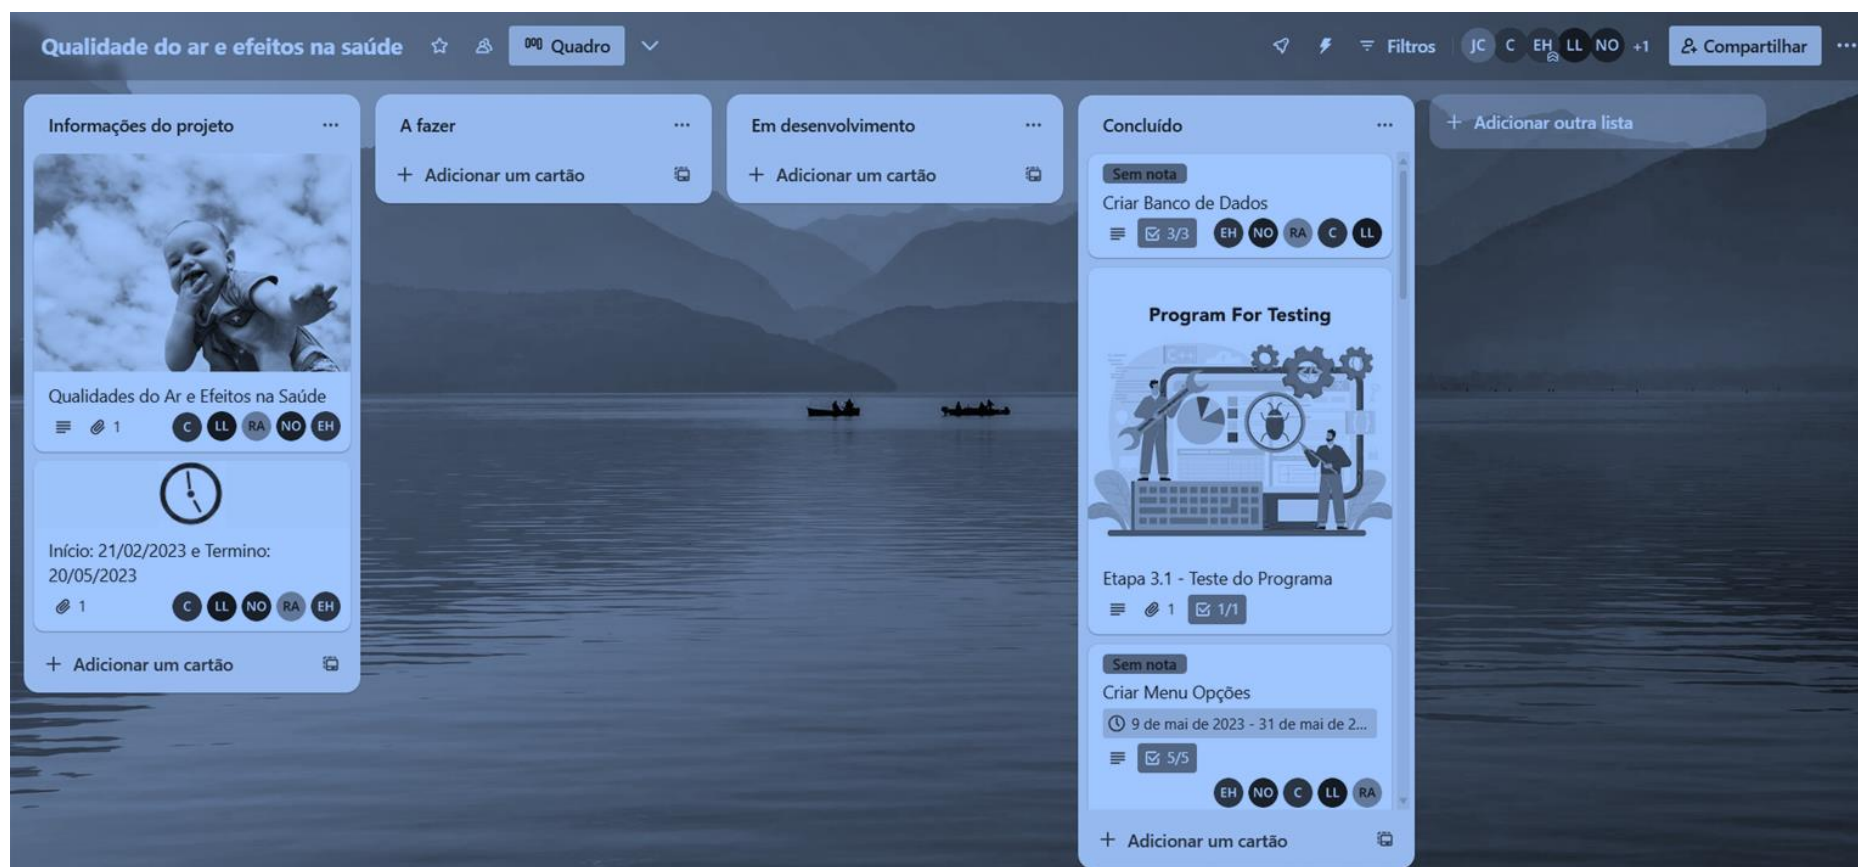 Qualidade do ar e efeitos na saúde
Quadro
Filtros
JC
C
EH
LL
NO
+1
Compartilhar
Informações do projeto
Qualidades do Ar e Efeitos na Saúde
1
C
LL
RA
NO
EH
Início: 21/02/2023 e Termino:
20/05/2023
1
C
LL
NO
RA
EH
+ Adicionar um cartão
A fazer
+ Adicionar um cartão
Em desenvolvimento
+ Adicionar um cartão
Concluído
Sem nota
Criar Banco de Dados
3/3
EH
NO
RA
C
LL
Program For Testing
C++
Etapa 3.1 - Teste do Programa
1
1/1
Sem nota
Criar Menu Opções
9 de mai de 2023 - 31 de mai de 2...
5/5
EH
NO
C
LL
RA
+ Adicionar um cartão
+ Adicionar outra lista